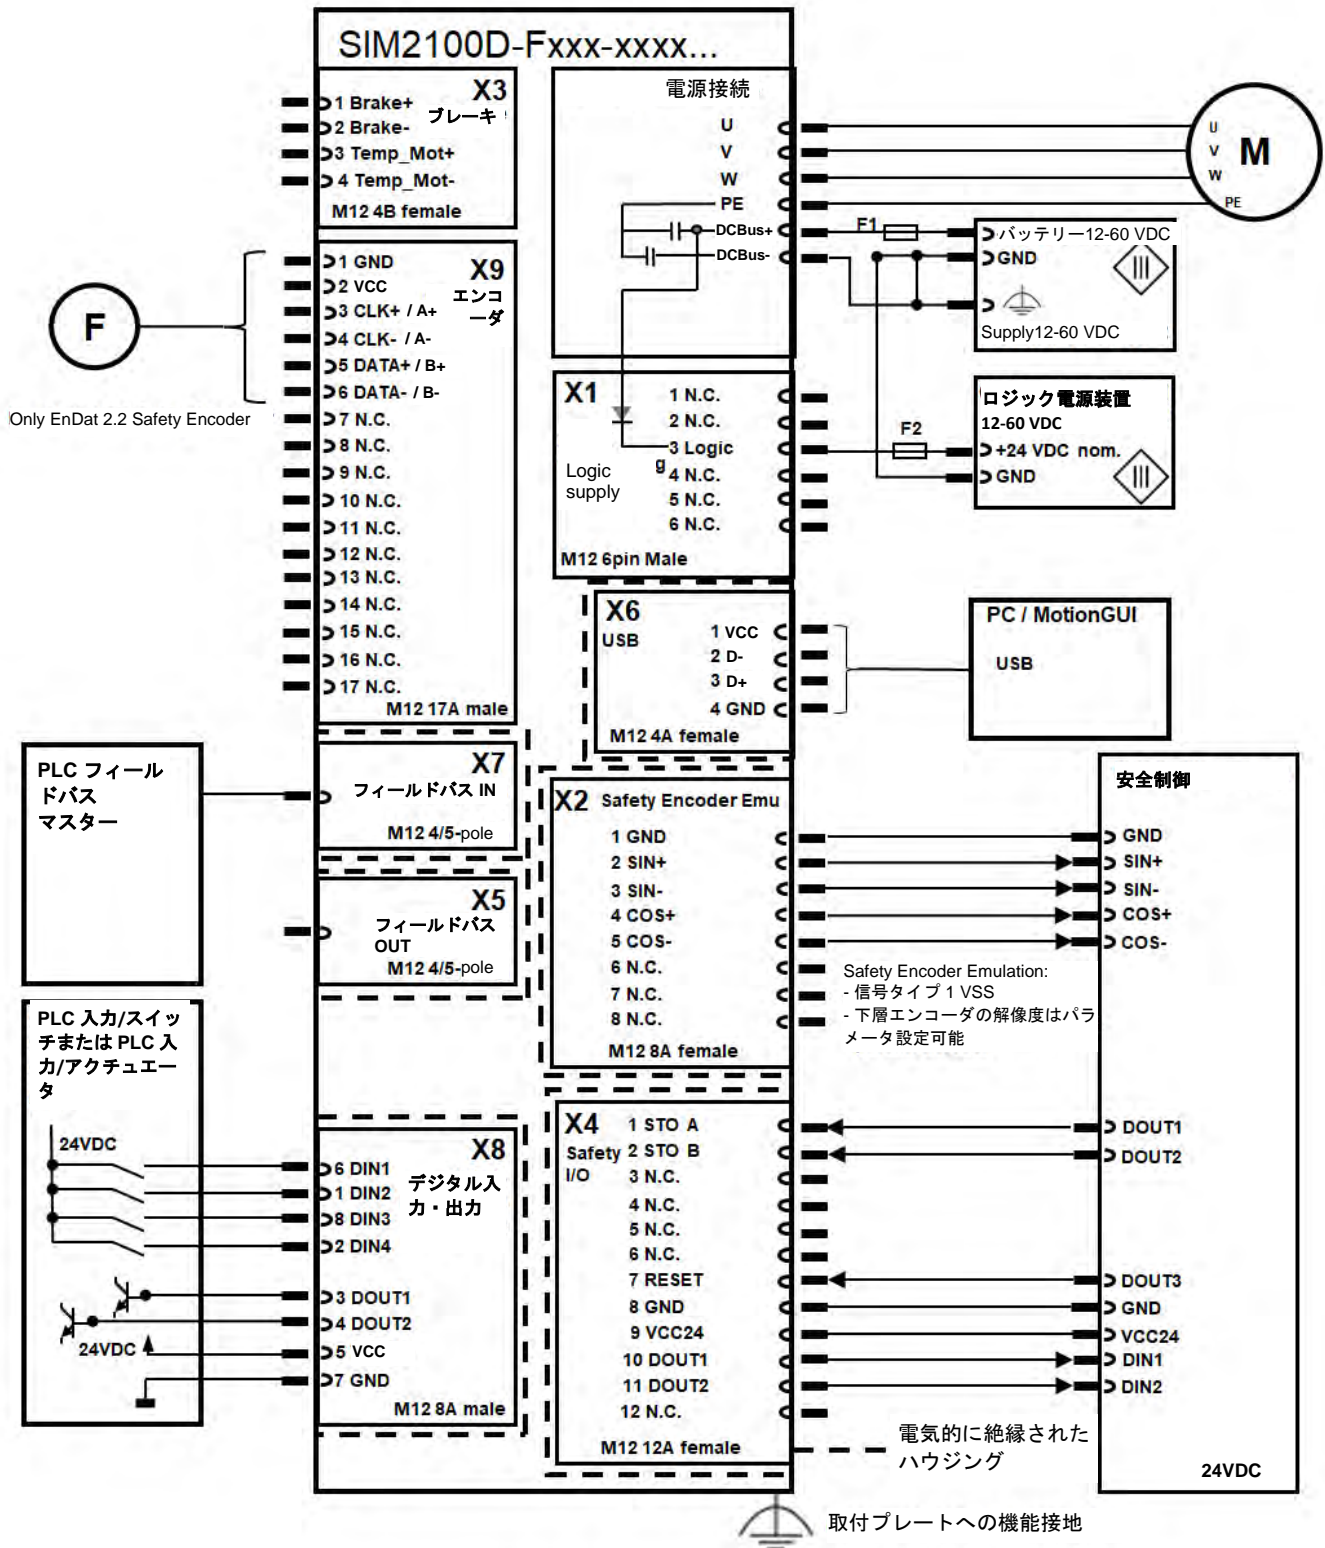 SIM2100D-Fxxx-xxxx...
X3
1 Brake+
ブレーキ
2 Brake-
3 Temp_Mot+
4 Temp_Mot-
M12 4B female
電源接続
U
V
W
PE
DCBus+
DCBus-
U
V
W
PE
M
F1
バッテリー12-60 VDC
GND
Supply12-60 VDC
X9
エンコ
ーダ
1 GND
2 VCC
3 CLK+ / A+
4 CLK- / A-
5 DATA+ / B+
6 DATA- / B-
7 N.C.
8 N.C.
9 N.C.
10 N.C.
11 N.C.
12 N.C.
13 N.C.
14 N.C.
15 N.C.
16 N.C.
17 N.C.
M12 17A male
F
Only EnDat 2.2 Safety Encoder
X1
1 N.C.
2 N.C.
3 Logic
g
4 N.C.
5 N.C.
6 N.C.
Logic
supply
M12 6pin Male
F2
ロジック電源装置
12-60 VDC
+24 VDC nom.
GND
X6
USB
1 VCC
2 D-
3 D+
4 GND
M12 4A female
PC / MotionGUI
USB
PLC フィール
ドバス
マスター
X7
フィールドバス IN
M12 4/5-pole
X5
フィールドバス
OUT
M12 4/5-pole
X2 Safety Encoder Emu
1 GND
2 SIN+
3 SIN-
4 COS+
5 COS-
6 N.C.
7 N.C.
8 N.C.
M12 8A female
安全制御
GND
SIN+
SIN-
COS+
COS-
Safety Encoder Emulation:
- 信号タイプ 1 VSS
- 下層エンコーダの解像度はパラ
メータ設定可能
PLC 入力/スイッ
チまたは PLC 入
力/アクチュエー
タ
24VDC
24VDC
X8
デジタル入
力・出力
6 DIN1
1 DIN2
8 DIN3
2 DIN4
3 DOUT1
4 DOUT2
5 VCC
7 GND
M12 8A male
X4
Safety
I/O
1 STO A
2 STO B
3 N.C.
4 N.C.
5 N.C.
6 N.C.
7 RESET
8 GND
9 VCC24
10 DOUT1
11 DOUT2
12 N.C.
M12 12A female
DOUT1
DOUT2
DOUT3
GND
VCC24
DIN1
DIN2
24VDC
電気的に絶縁された
ハウジング
取付プレートへの機能接地